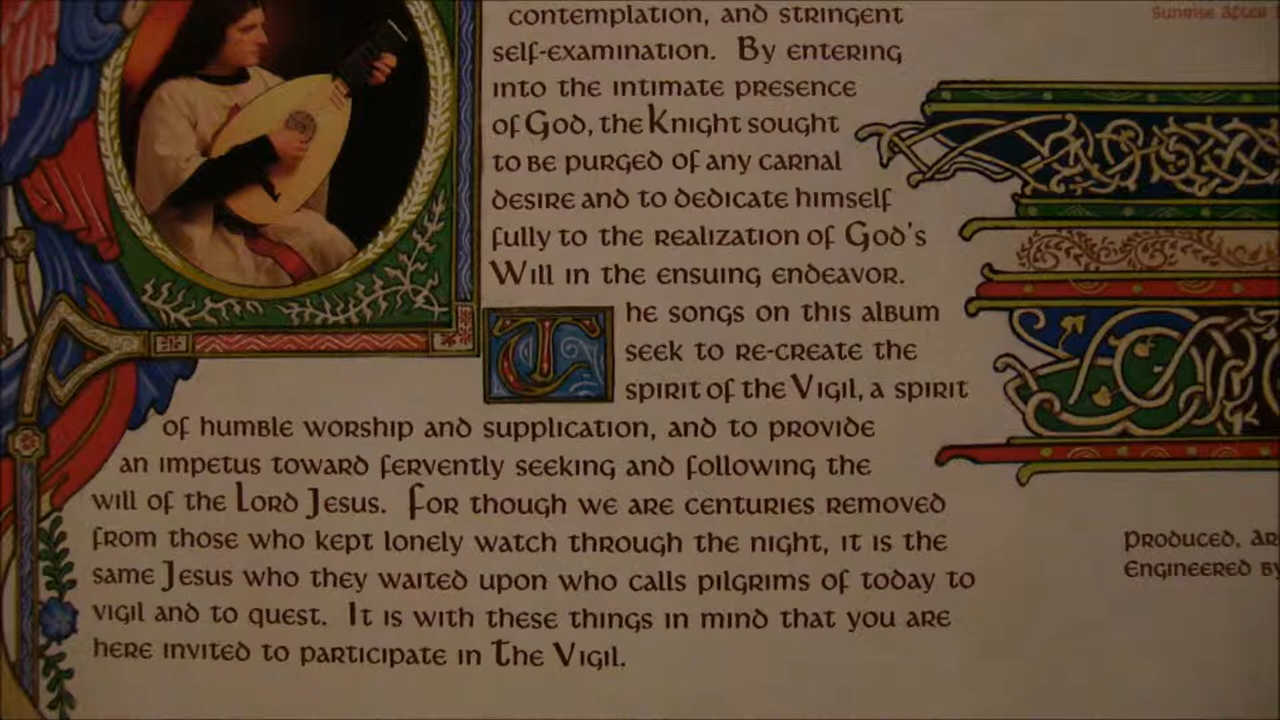 contemplation, and stringent
self-examination. By entering
into the intimate presence
of God, the Knight sought
to be purged of any carnal
desire and to dedicate himself
fully to the realization of God's
Will in the ensuing endeavor.
The songs on this album
seek to re-create the
spirit of the Vigil, a spirit
of humble worship and supplication, and to provide
an impetus toward fervently seeking and following the
will of the Lord Jesus. For though we are centuries removed
from those who kept lonely watch through the night, it is the
same Jesus who they waited upon who calls pilgrims of today to
vigil and to quest. It is with these things in mind that you are
here invited to participate in The Vigil.
Sunrise After
Produced,
Engineered